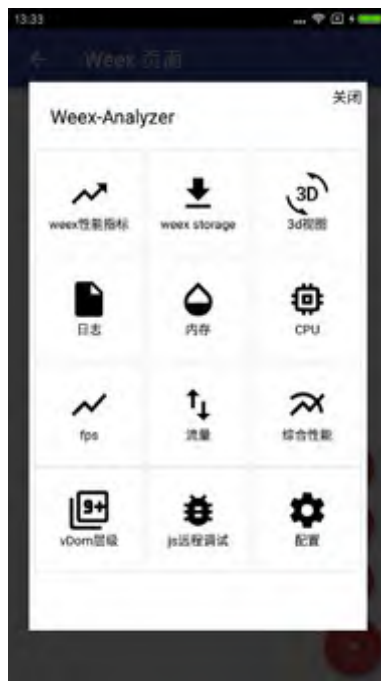 13:33
Weex 页面
关闭
Weex-Analyzer
3D
weex性能指标
weex storage
3d视图
日志
内存
CPU
fps
流量
综合性能
9+
vDom层级
js远程调试
配置